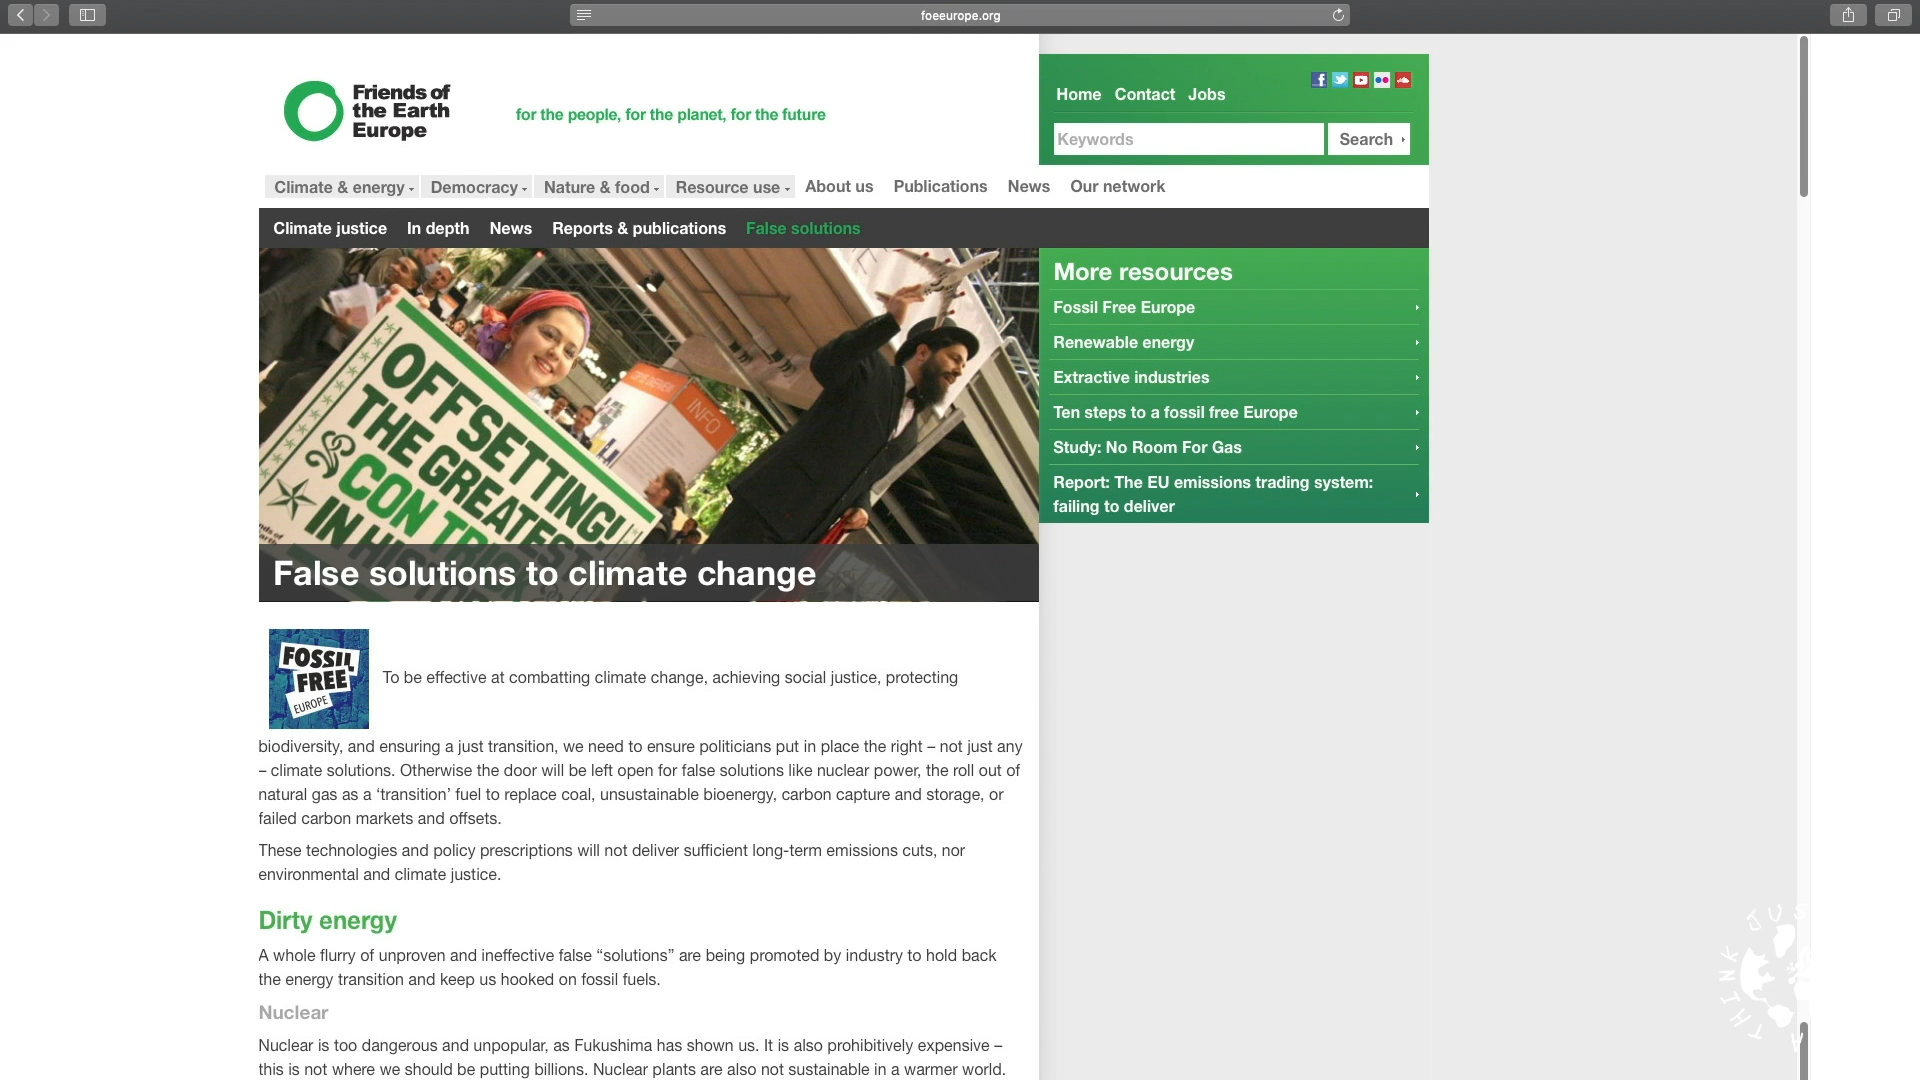 foeeurope.org
Friends of
the Earth
Europe
for the people, for the planet, for the future
Home Contact Jobs
Keywords
Search
Climate & energy Democracy Nature & food Resource use About us Publications News Our network
Climate justice In depth News Reports & publications False solutions
OFFSETTING!
THE GREATEST
CON TRICK
IN
INFO
False solutions to climate change
More resources
Fossil Free Europe
Renewable energy
Extractive industries
Ten steps to a fossil free Europe
Study: No Room For Gas
Report: The EU emissions trading system:
failing to deliver
FOSSIL
FREE
EUROPE
To be effective at combatting climate change, achieving social justice, protecting
biodiversity, and ensuring a just transition, we need to ensure politicians put in place the right – not just any
– climate solutions. Otherwise the door will be left open for false solutions like nuclear power, the roll out of
natural gas as a ‘transition’ fuel to replace coal, unsustainable bioenergy, carbon capture and storage, or
failed carbon markets and offsets.
These technologies and policy prescriptions will not deliver sufficient long-term emissions cuts, nor
environmental and climate justice.
Dirty energy
A whole flurry of unproven and ineffective false “solutions” are being promoted by industry to hold back
the energy transition and keep us hooked on fossil fuels.
Nuclear
Nuclear is too dangerous and unpopular, as Fukushima has shown us. It is also prohibitively expensive –
this is not where we should be putting billions. Nuclear plants are also not sustainable in a warmer world.
THINK JUS